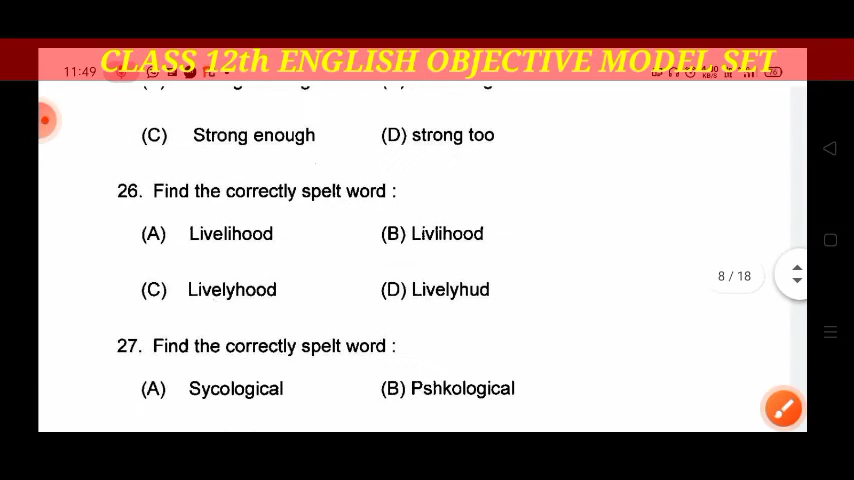 CLASS 12th ENGLISH OBJECTIVE MODEL SET
11:49
76
(C) Strong enough (D) strong too
26. Find the correctly spelt word :
(A) Livelihood (B) Livlihood
8 / 18
(C) Livelyhood (D) Livelyhud
27. Find the correctly spelt word :
(A) Sycological (B) Pshkological